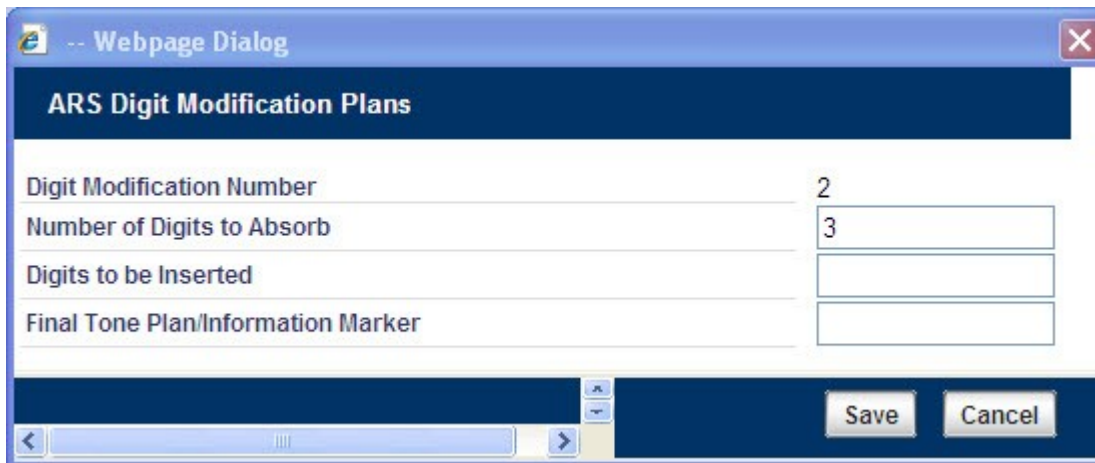 -- Webpage Dialog
ARS Digit Modification Plans
Digit Modification Number 2
Number of Digits to Absorb 3
Digits to be Inserted
Final Tone Plan/Information Marker
Save Cancel